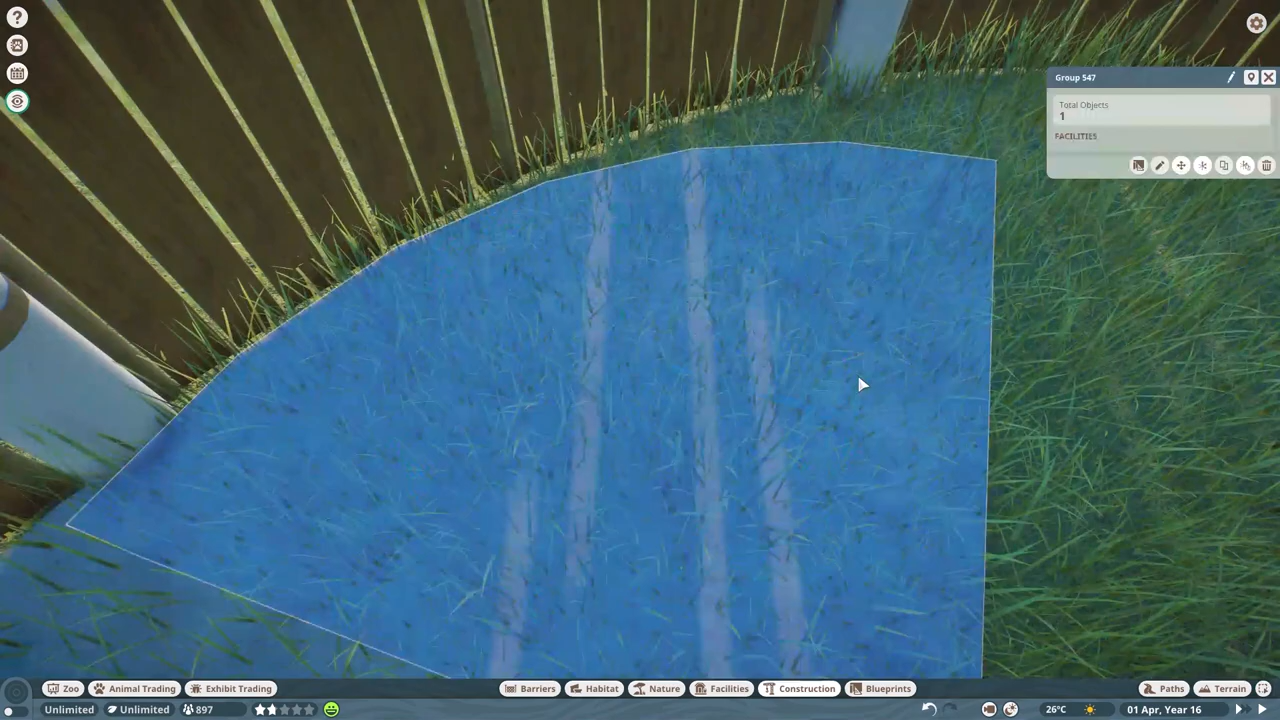 Group 547
Total Objects
1
FACILITIES
Zoo
Animal Trading
Exhibit Trading
Barriers
Habitat
Nature
Facilities
Construction
Blueprints
Paths
Terrain
Unlimited
Unlimited
897
26°C
01 Apr, Year 16